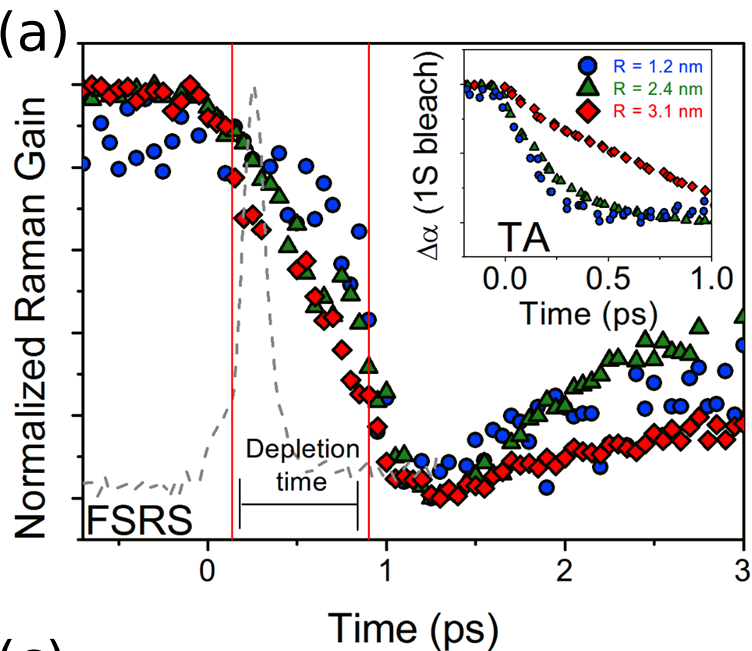 (a)
Normalized Raman Gain
Δα (1S bleach)
R = 1.2 nm
R = 2.4 nm
R = 3.1 nm
TA
0.0 0.5 1.0
Time (ps)
Depletion
time
FSRS
0 1 2 3
Time (ps)